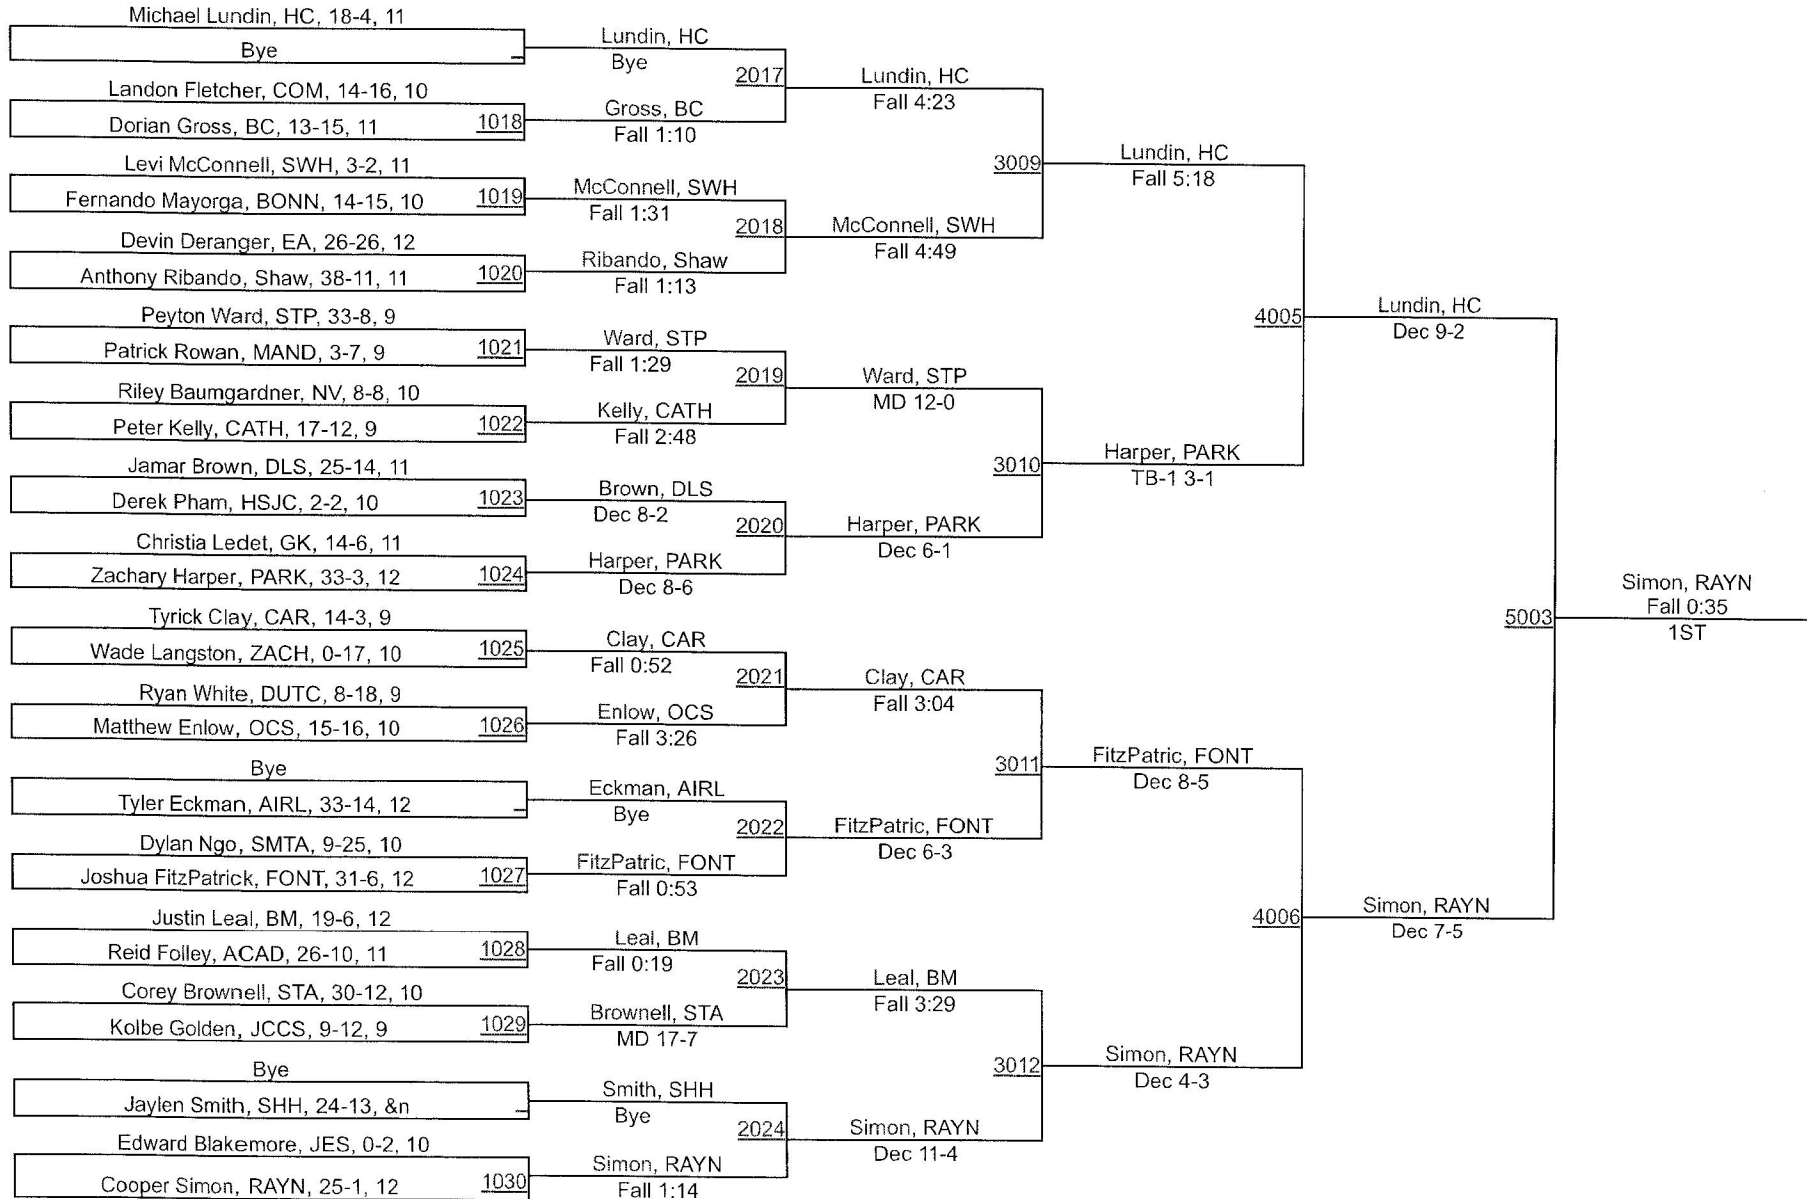 Michael Lundin, HC, 18-4, 11
Bye
Landon Fletcher, COM, 14-16, 10
Dorian Gross, BC, 13-15, 11
1018
Levi McConnell, SWH, 3-2, 11
Fernando Mayorga, BONN, 14-15, 10
1019
Devin Deranger, EA, 26-26, 12
Anthony Ribando, Shaw, 38-11, 11
1020
Peyton Ward, STP, 33-8, 9
Patrick Rowan, MAND, 3-7, 9
1021
Riley Baumgardner, NV, 8-8, 10
Peter Kelly, CATH, 17-12, 9
1022
Jamar Brown, DLS, 25-14, 11
Derek Pham, HSJC, 2-2, 10
1023
Christia Ledet, GK, 14-6, 11
Zachary Harper, PARK, 33-3, 12
1024
Tyrick Clay, CAR, 14-3, 9
Wade Langston, ZACH, 0-17, 10
1025
Ryan White, DUTC, 8-18, 9
Matthew Enlow, OCS, 15-16, 10
1026
Bye
Tyler Eckman, AIRL, 33-14, 12
Dylan Ngo, SMTA, 9-25, 10
Joshua FitzPatrick, FONT, 31-6, 12
1027
Justin Leal, BM, 19-6, 12
Reid Folley, ACAD, 26-10, 11
1028
Corey Brownell, STA, 30-12, 10
Kolbe Golden, JCCS, 9-12, 9
1029
Bye
Jaylen Smith, SHH, 24-13, &n
Edward Blakemore, JES, 0-2, 10
Cooper Simon, RAYN, 25-1, 12
1030
Lundin, HC
Bye
2017
Gross, BC
Fall 1:10
McConnell, SWH
Fall 1:31
2018
Ribando, Shaw
Fall 1:13
Ward, STP
Fall 1:29
2019
Kelly, CATH
Fall 2:48
Brown, DLS
Dec 8-2
2020
Harper, PARK
Dec 8-6
Clay, CAR
Fall 0:52
2021
Enlow, OCS
Fall 3:26
Eckman, AIRL
Bye
2022
FitzPatric, FONT
Fall 0:53
Leal, BM
Fall 0:19
2023
Brownell, STA
MD 17-7
Smith, SHH
Bye
2024
Simon, RAYN
Fall 1:14
Lundin, HC
Fall 4:23
3009
McConnell, SWH
Fall 4:49
Ward, STP
MD 12-0
3010
Harper, PARK
Dec 6-1
Clay, CAR
Fall 3:04
3011
FitzPatric, FONT
Dec 6-3
Leal, BM
Fall 3:29
3012
Simon, RAYN
Dec 11-4
Lundin, HC
Fall 5:18
4005
Harper, PARK
TB-1 3-1
FitzPatric, FONT
Dec 8-5
4006
Simon, RAYN
Dec 4-3
Lundin, HC
Dec 9-2
5003
Simon, RAYN
Dec 7-5
Simon, RAYN
Fall 0:35
1ST